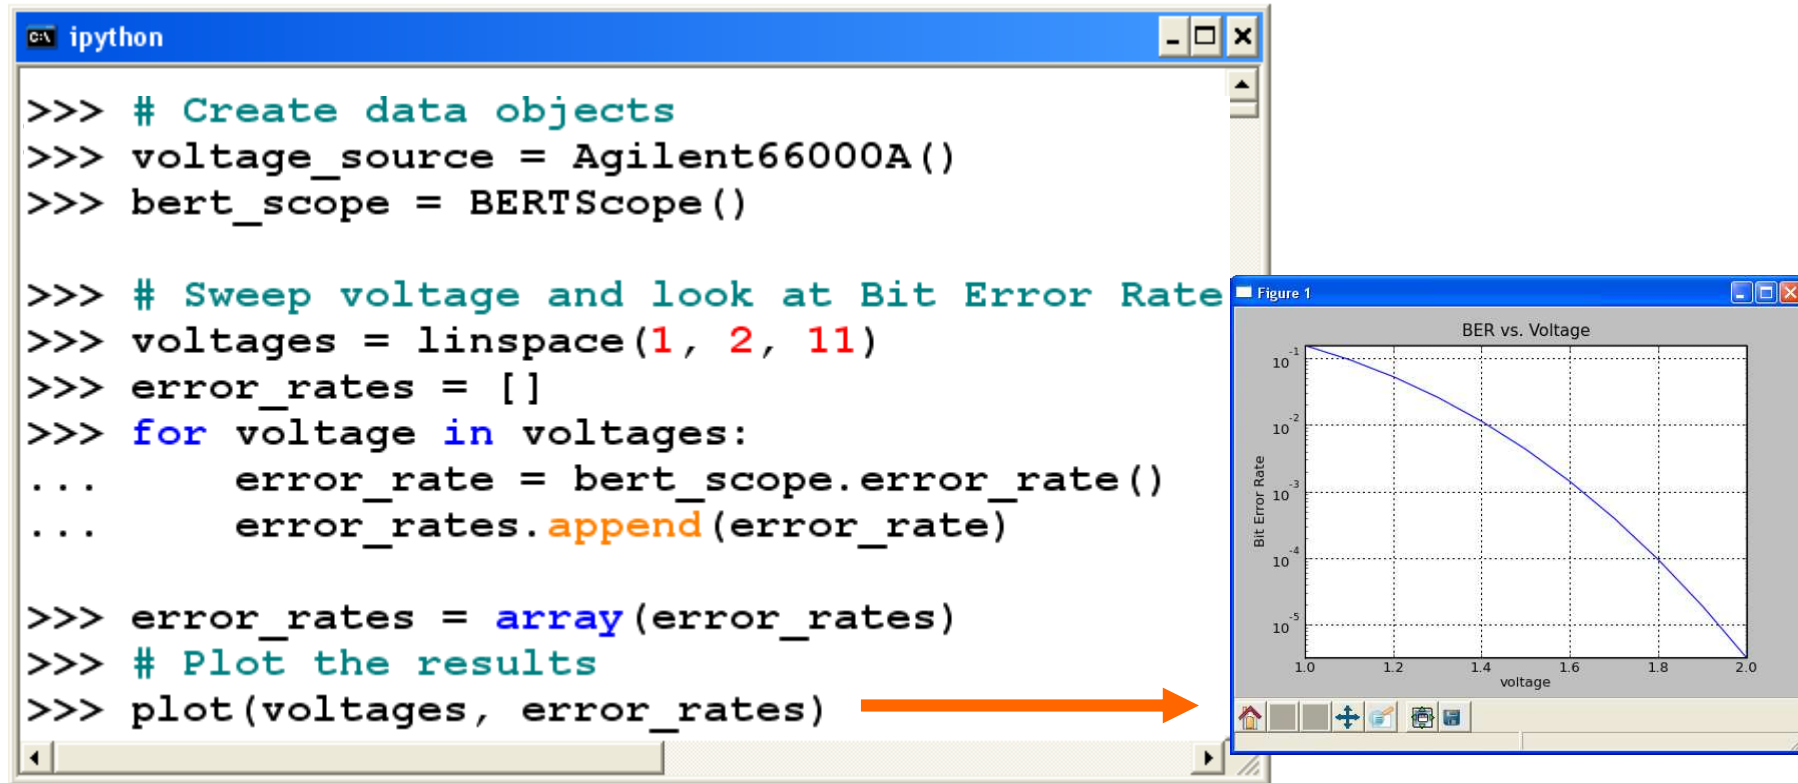 ipython
>>> # Create data objects
>>> voltage_source = Agilent66000A()
>>> bert_scope = BERTScope()
>>> # Sweep voltage and look at Bit Error Rate
>>> voltages = linspace(1, 2, 11)
>>> error_rates = []
>>> for voltage in voltages:
...     error_rate = bert_scope.error_rate()
...     error_rates.append(error_rate)
>>> error_rates = array(error_rates)
>>> # Plot the results
>>> plot(voltages, error_rates)
Figure 1
BER vs. Voltage
Bit Error Rate
10^-1
10^-2
10^-3
10^-4
10^-5
1.0 1.2 1.4 1.6 1.8 2.0
voltage